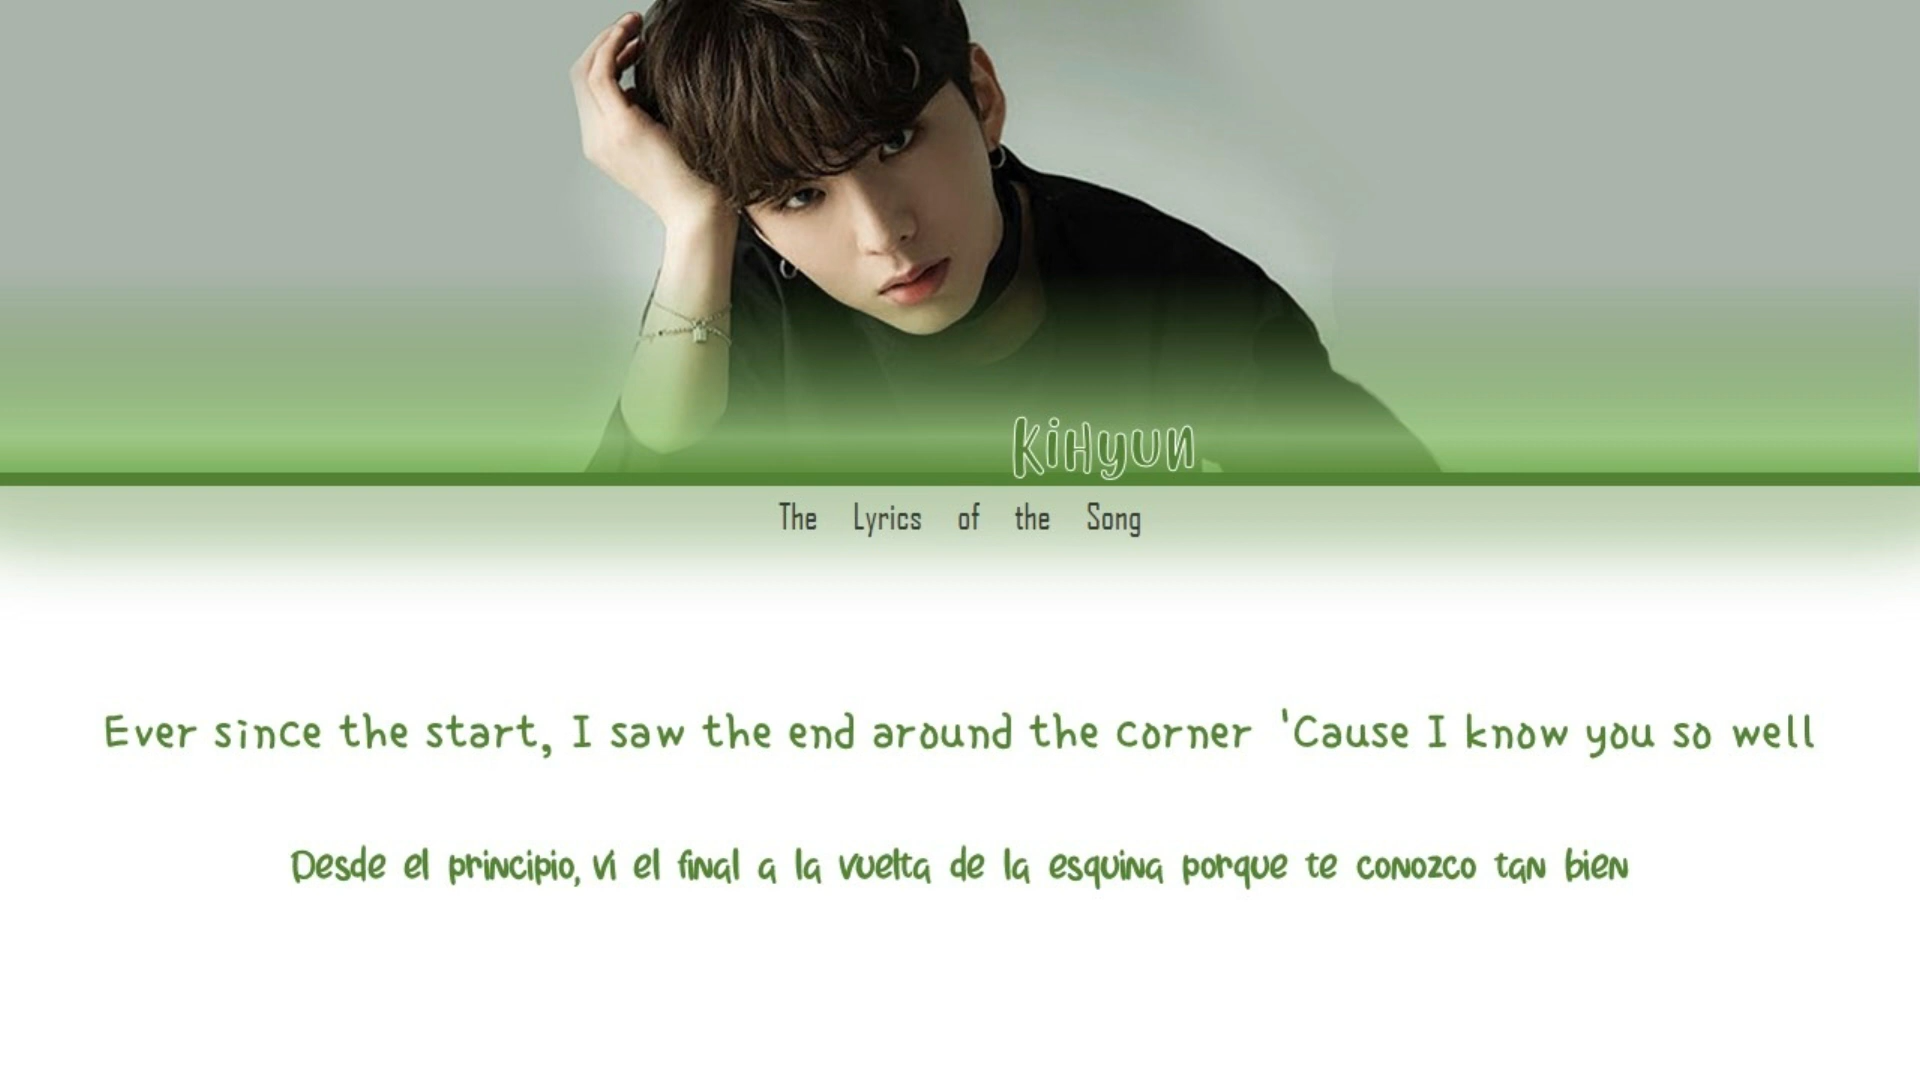 KiHyun
The Lyrics of the Song
Ever since the start, I saw the end around the corner 'Cause I know you so well
Desde el principio, vi el final a la vuelta de la esquina porque te conozco tan bien